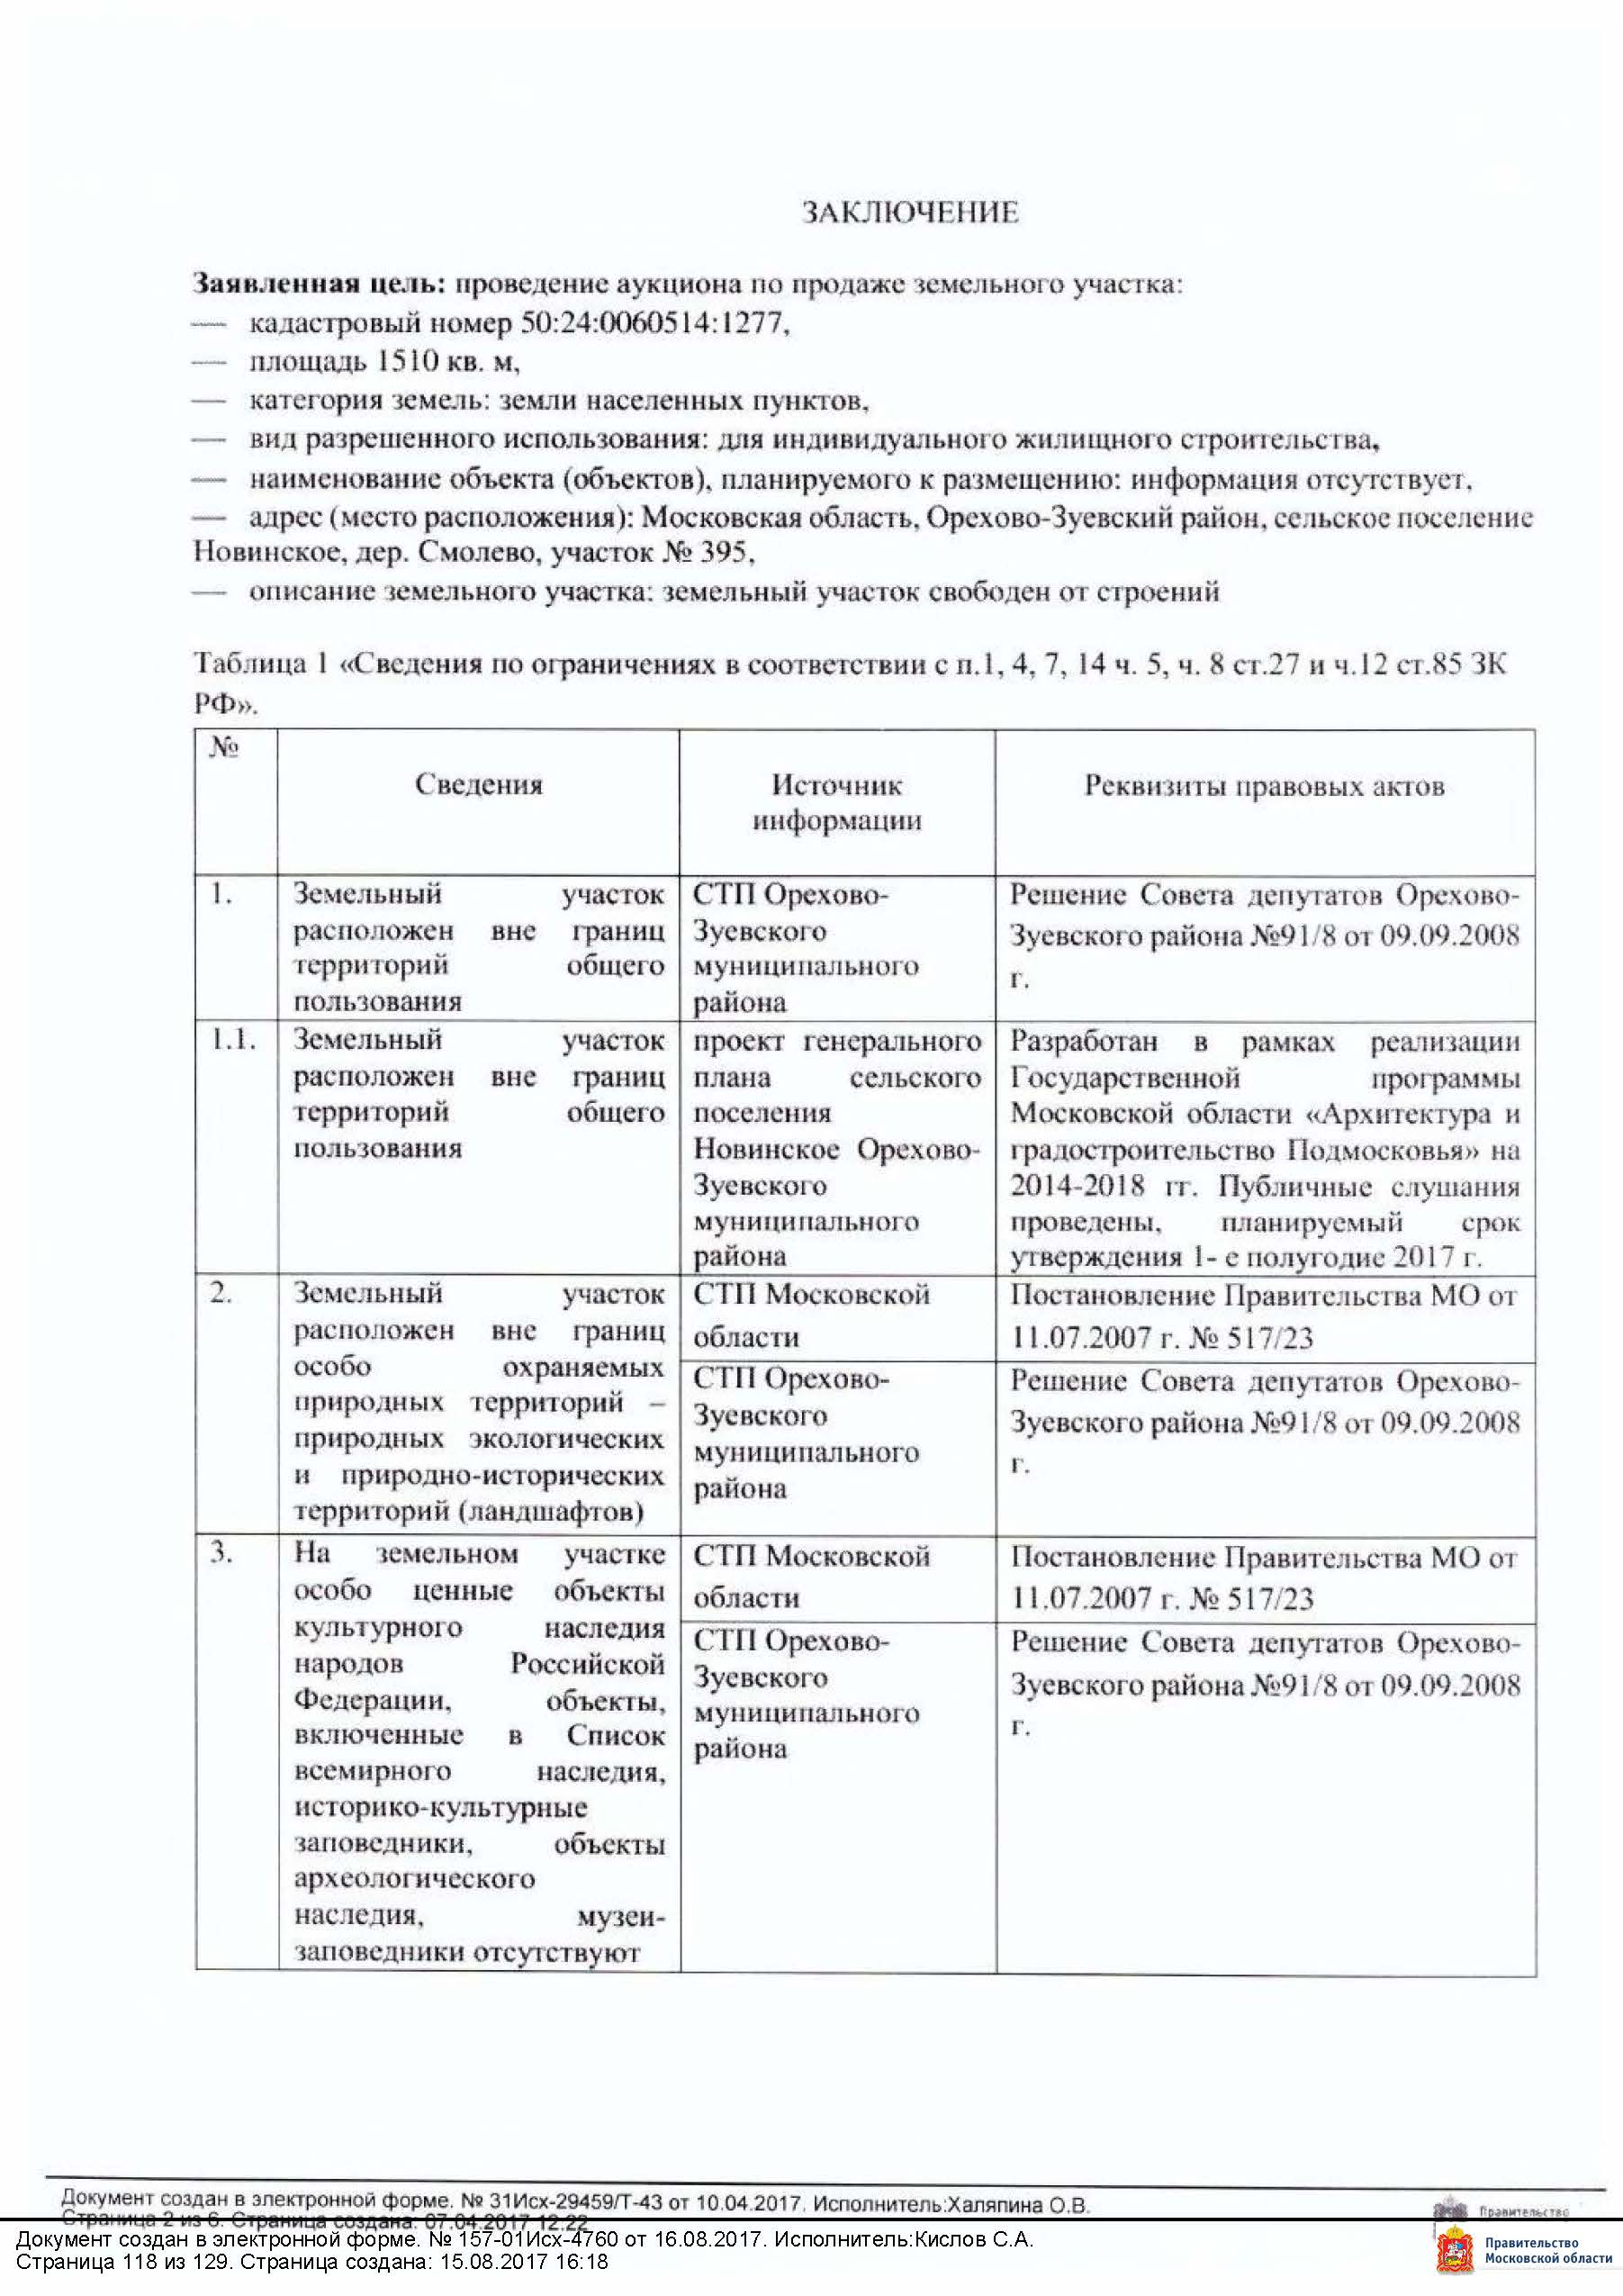 ЗАКЛЮЧЕНИЕ
Заявленная цель: проведение аукциона по продаже земельного участка:
— кадастровый номер 50:24:0060514:1277,
— площадь 1510 кв. м,
— категория земель: земли населенных пунктов,
— вид разрешенного использования: для индивидуального жилищного строительства,
— наименование объекта (объектов), планируемого к размещению: информация отсутствует,
— адрес (место расположения): Московская область, Орехово-Зуевский район, сельское поселение
Новинское, дер. Смолево, участок № 395,
— описание земельного участка: земельный участок свободен от строений
Таблица 1 «Сведения по ограничениях в соответствии с п.1, 4, 7, 14 ч. 5, ч. 8 ст.27 и ч.12 ст.85 ЗК
РФ».
№
Сведения
Источник
информации
Реквизиты правовых актов
1.
Земельный участок
расположен вне границ
территорий общего
пользования
СТП Орехово-
Зуевского
муниципального
района
Решение Совета депутатов Орехово-
Зуевского района №91/8 от 09.09.2008
г.
1.1.
Земельный участок
расположен вне границ
территорий общего
пользования
проект генерального
плана сельского
поселения
Новинское Орехово-
Зуевского
муниципального
района
Разработан в рамках реализации
Государственной программы
Московской области «Архитектура и
градостроительство Подмосковья» на
2014-2018 гг. Публичные слушания
проведены, планируемый срок
утверждения 1- е полугодие 2017 г.
2.
Земельный участок
расположен вне границ
особо охраняемых
природных территорий –
природных экологических
и природно-исторических
территорий (ландшафтов)
СТП Московской
области
Постановление Правительства МО от
11.07.2007 г. № 517/23
СТП Орехово-
Зуевского
муниципального
района
Решение Совета депутатов Орехово-
Зуевского района №91/8 от 09.09.2008
г.
3.
На земельном участке
особо ценные объекты
культурного наследия
народов Российской
Федерации, объекты,
включенные в Список
всемирного наследия,
историко-культурные
заповедники, объекты
археологического
наследия, музеи-
заповедники отсутствуют
СТП Московской
области
Постановление Правительства МО от
11.07.2007 г. № 517/23
СТП Орехово-
Зуевского
муниципального
района
Решение Совета депутатов Орехово-
Зуевского района №91/8 от 09.09.2008
г.
Документ создан в электронной форме. № 31Исх-29459/Т-43 от 10.04.2017. Исполнитель:Халяпина О.В.
Страница 2 из 6. Страница создана: 07.04.2017 12:22
Правительство
Документ создан в электронной форме. № 157-01Исх-4760 от 16.08.2017. Исполнитель:Кислов С.А.
Страница 118 из 129. Страница создана: 15.08.2017 16:18
Правительство
Московской области